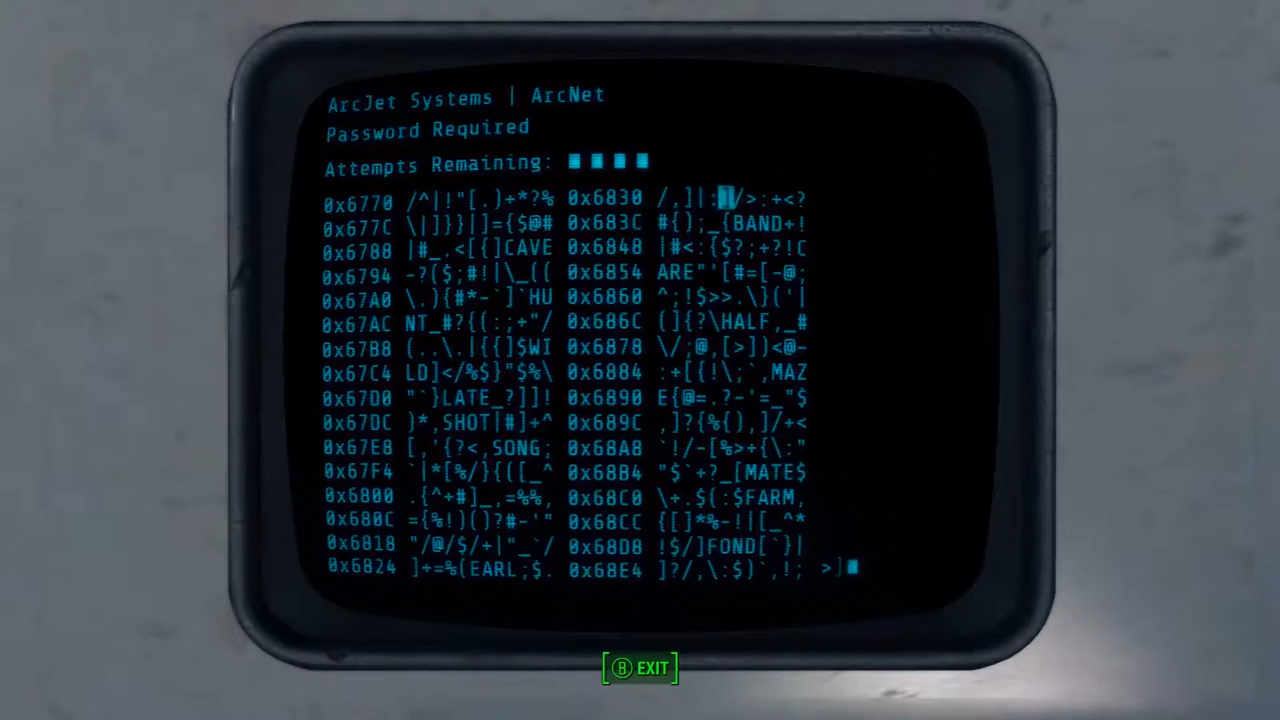 ArcJet Systems | ArcNet
Password Required
Attempts Remaining: ■ ■ ■ ■
0x6770 /^|!"[.)+*?% 0x6830 /,]|:]/>:+<?
0x677C \|]}}|]={$@# 0x683C #{);_{BAND+!
0x6788 |#_.<[{]CAVE 0x6848 |#<:{$?;+?!C
0x6794 -?($;#!|\_(( 0x6854 ARE"'[#=[-@;
0x67A0 \.){#*-`]`HU 0x6860 ^;!$>>.\}('|
0x67AC NT_#?{(:;+"/ 0x686C (]{?\HALF,_#
0x67B8 (..\.|{{]$WI 0x6878 \/;@,[>])<@-
0x67C4 LD]</%$}"$%\ 0x6884 :+[{!\;`,MAZ
0x67D0 "`}LATE_?]]! 0x6890 E{@=.?-'=_"$
0x67DC )*,SHOT|#]+^ 0x689C ,]?{%(),]/+<
0x67E8 [,'{?<,SONG; 0x68A8 `!/-[%>+{\:"
0x67F4 `|*[%/}{([_^ 0x68B4 "$`+?_[MATE$
0x6800 .{^+#]_,=%%, 0x68C0 \+.$(:$FARM,
0x680C ={%!)()?#-'" 0x68CC {[]*%-!|[_^*
0x6818 "/@/$/+|"_`/ 0x68D8 !$/]FOND[`}|
0x6824 ]+=%(EARL;$. 0x68E4 ]?/,\:$)`,!; >]■
[Ⓑ EXIT]